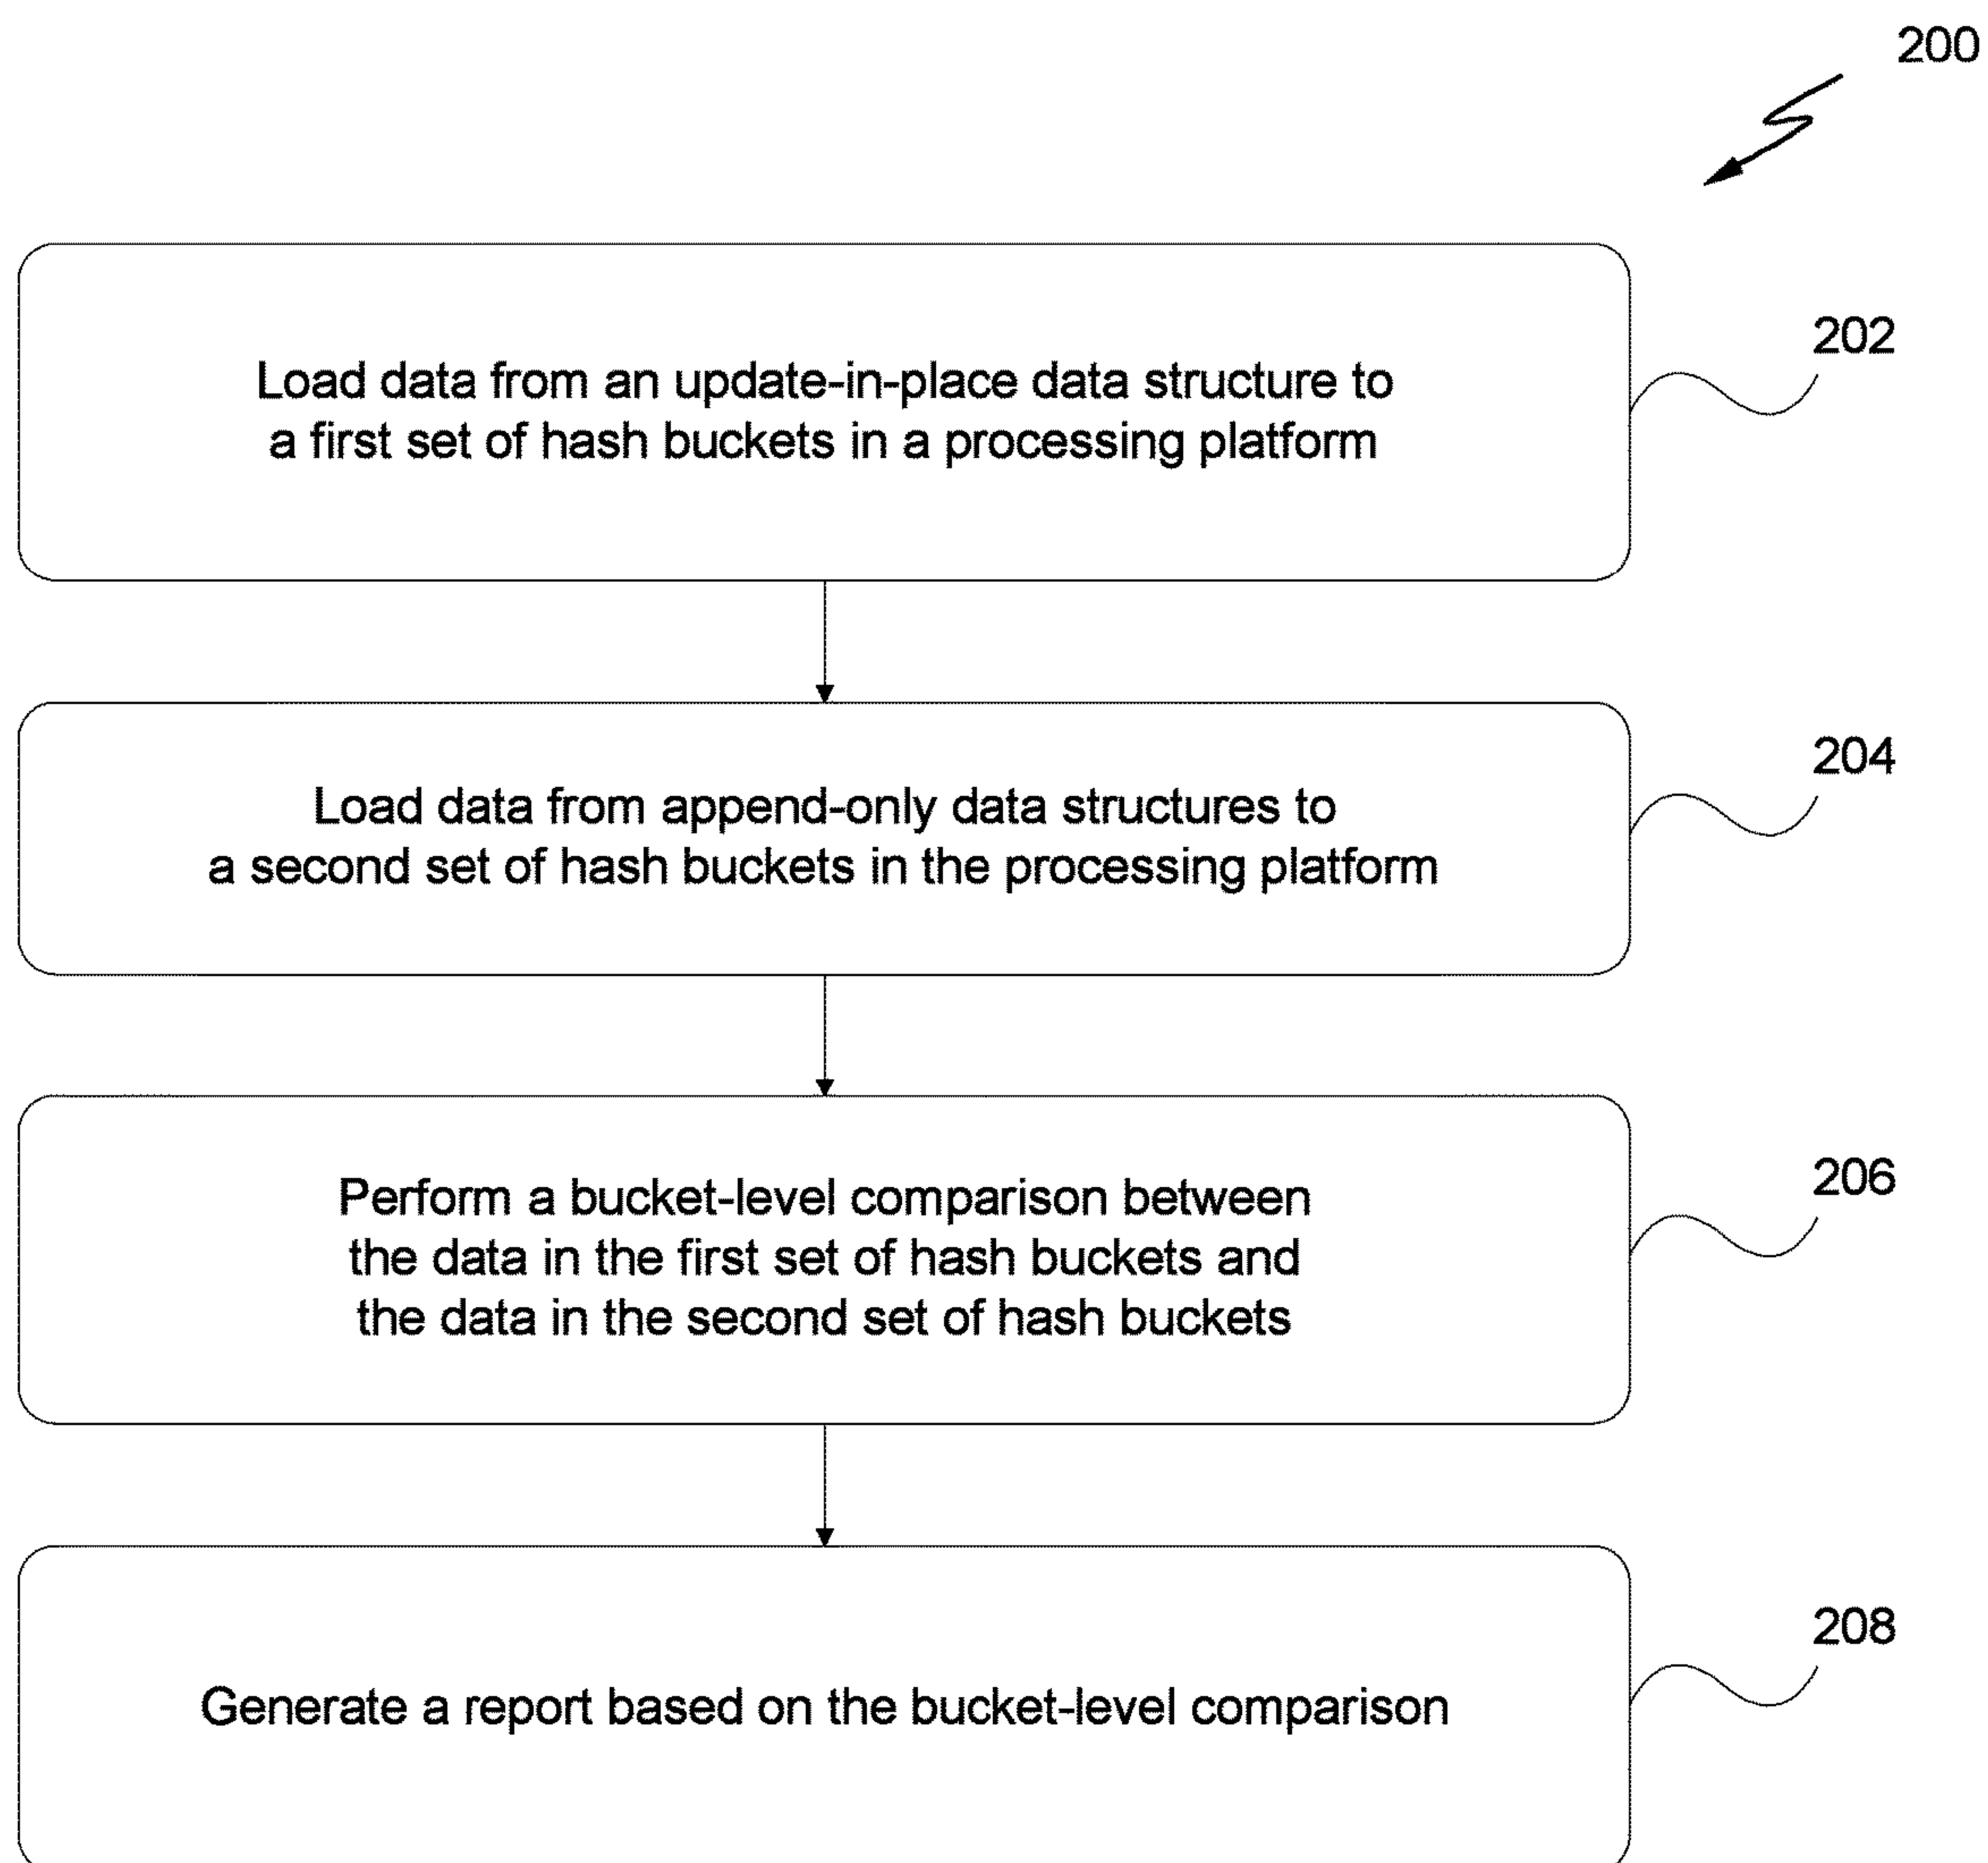 200
Load data from an update-in-place data structure to
a first set of hash buckets in a processing platform
202
Load data from append-only data structures to
a second set of hash buckets in the processing platform
204
Perform a bucket-level comparison between
the data in the first set of hash buckets and
the data in the second set of hash buckets
206
Generate a report based on the bucket-level comparison
208